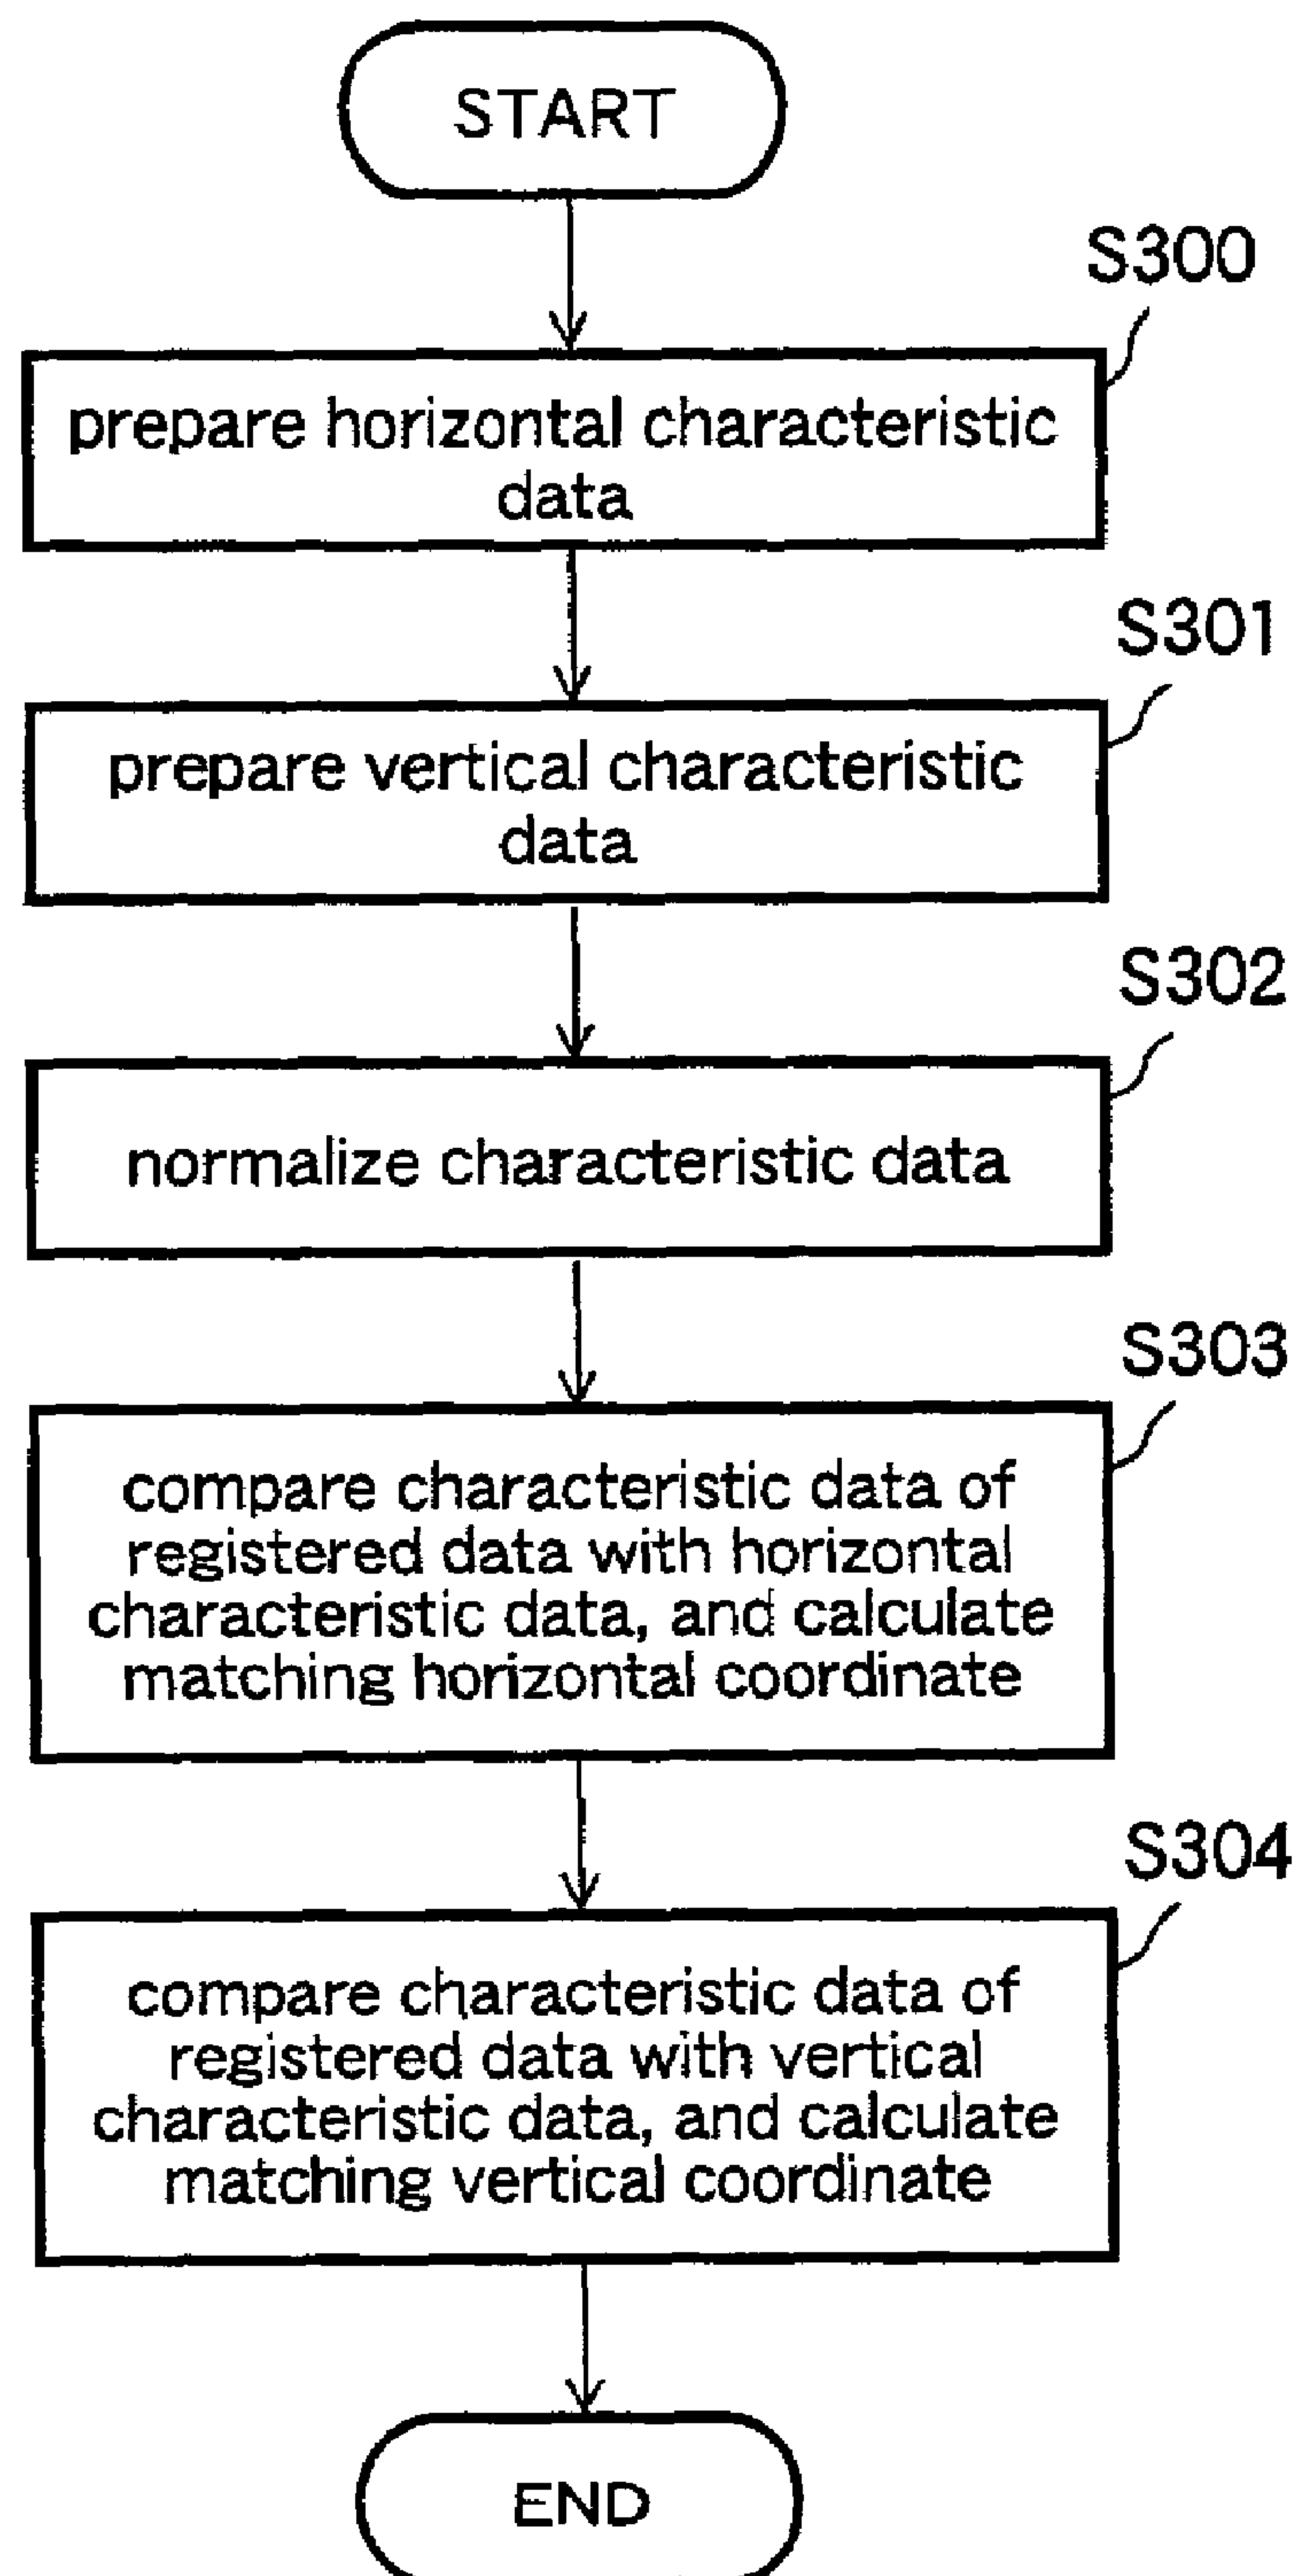 START
S300
prepare horizontal characteristic
data
S301
prepare vertical characteristic
data
S302
normalize characteristic data
S303
compare characteristic data of
registered data with horizontal
characteristic data, and calculate
matching horizontal coordinate
S304
compare characteristic data of
registered data with vertical
characteristic data, and calculate
matching vertical coordinate
END